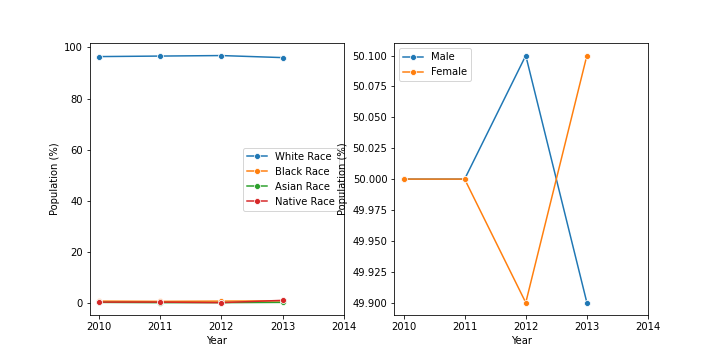 100
80
60
40
20
0
Population (%)
2010 2011 2012 2013 2014
Year
White Race
Black Race
Asian Race
Native Race
50.100
50.075
50.050
50.025
50.000
49.975
49.950
49.925
49.900
Population (%)
2010 2011 2012 2013 2014
Year
Male
Female